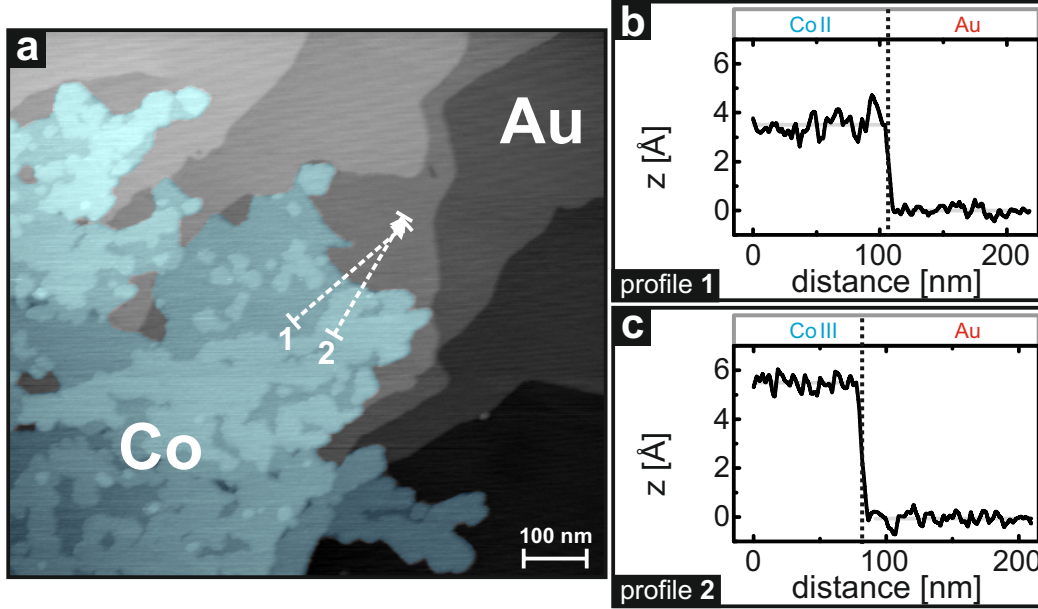 a
Au
1
2
Co
100 nm
b
Co II Au
6
4
2
0
z [Å]
0 100 200
distance [nm]
profile 1
c
Co III Au
6
4
2
0
z [Å]
0 100 200
distance [nm]
profile 2